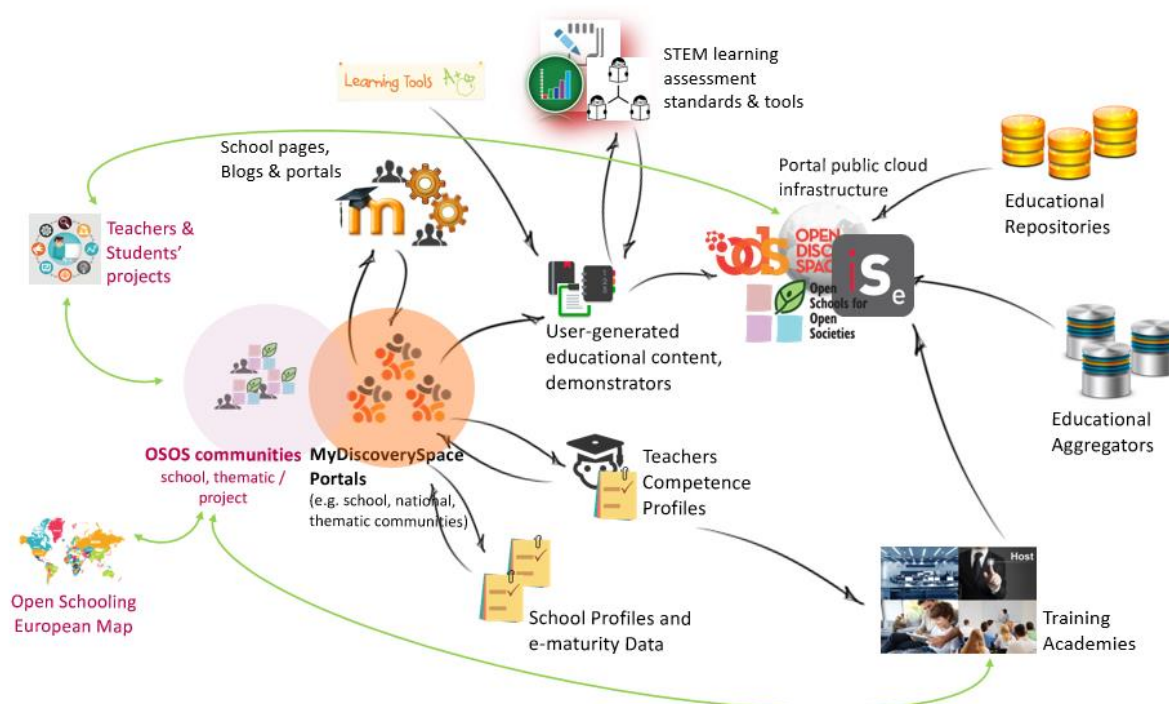 Learning Tools
A+
STEM learning
assessment
standards & tools
School pages,
Blogs & portals
m
Portal public cloud
infrastructure
Educational
Repositories
Teachers &
Students'
projects
ods
OPEN
DISC
SPAC
iSe
Open
Schools for
Open
Societies
User-generated
educational content,
demonstrators
Educational
Aggregators
OSOS communities
school, thematic /
project
MyDiscoverySpace
Portals
(e.g. school, national,
thematic communities)
Teachers
Competence
Profiles
Open Schooling
European Map
School Profiles and
e-maturity Data
Host
Training
Academies